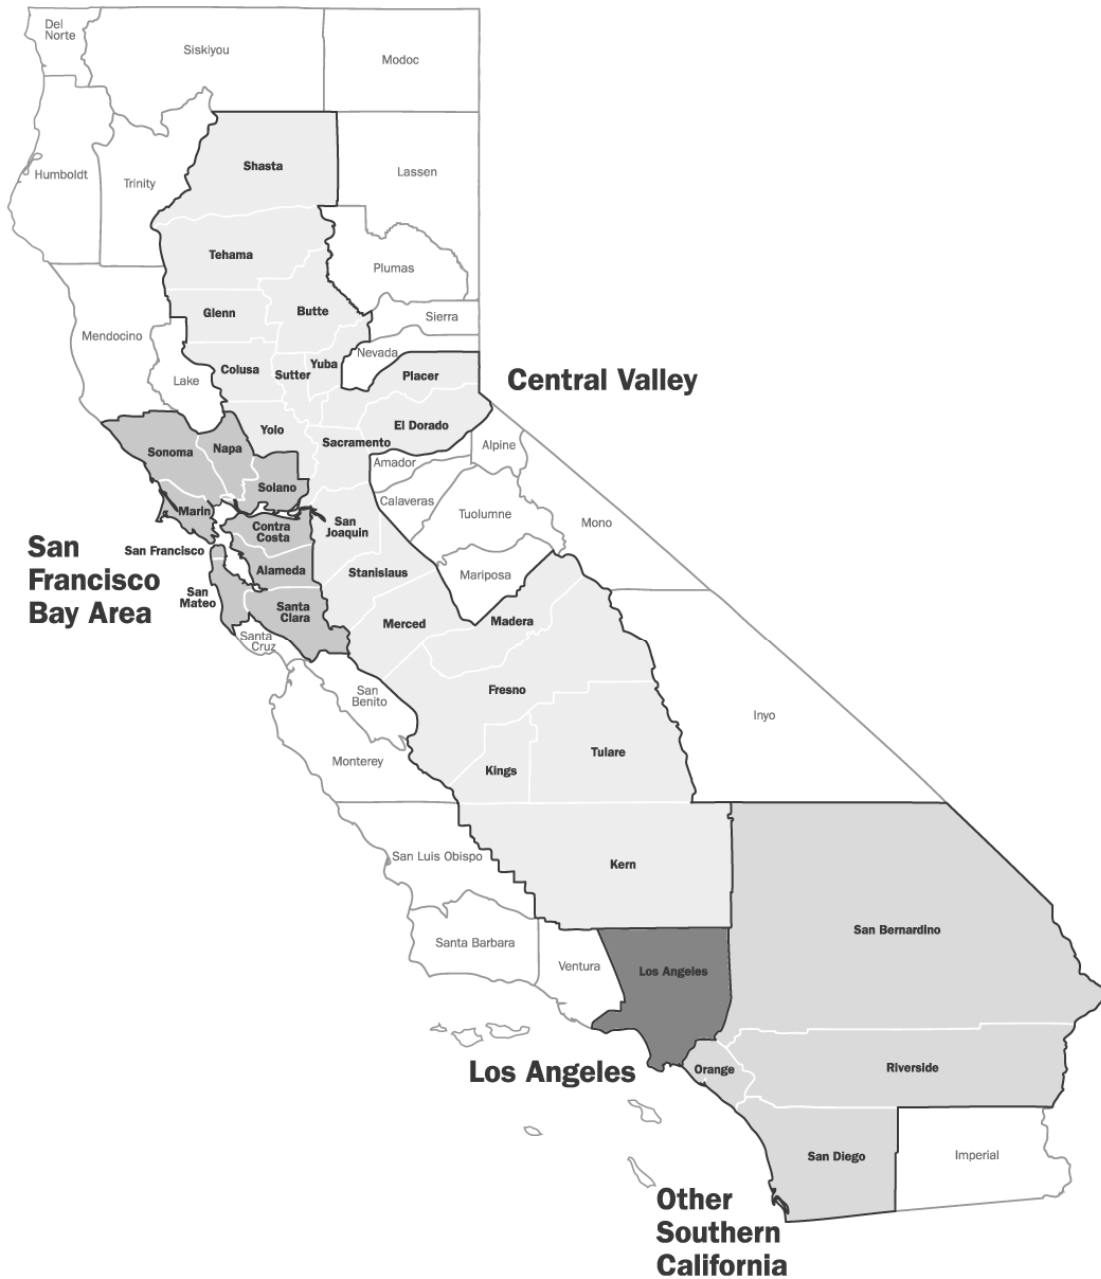 Del
Norte
Siskiyou
Modoc
Shasta
Humboldt
Trinity
Lassen
Tehama
Plumas
Glenn
Butte
Sierra
Mendocino
Nevada
Yuba
Colusa
Sutter
Placer
Lake
Central Valley
Yolo
El Dorado
Sacramento
Sonoma
Napa
Alpine
Amador
Solano
Calaveras
Marin
Tuolumne
Mono
Contra
Costa
San
Joaquin
San Francisco
San
Francisco
Bay Area
Alameda
Stanislaus
Mariposa
San
Mateo
Santa
Clara
Merced
Madera
Santa
Cruz
Fresno
San
Benito
Inyo
Monterey
Kings
Tulare
San Luis Obispo
Kern
San Bernardino
Santa Barbara
Ventura
Los Angeles
Los Angeles
Orange
Riverside
San Diego
Imperial
Other
Southern
California